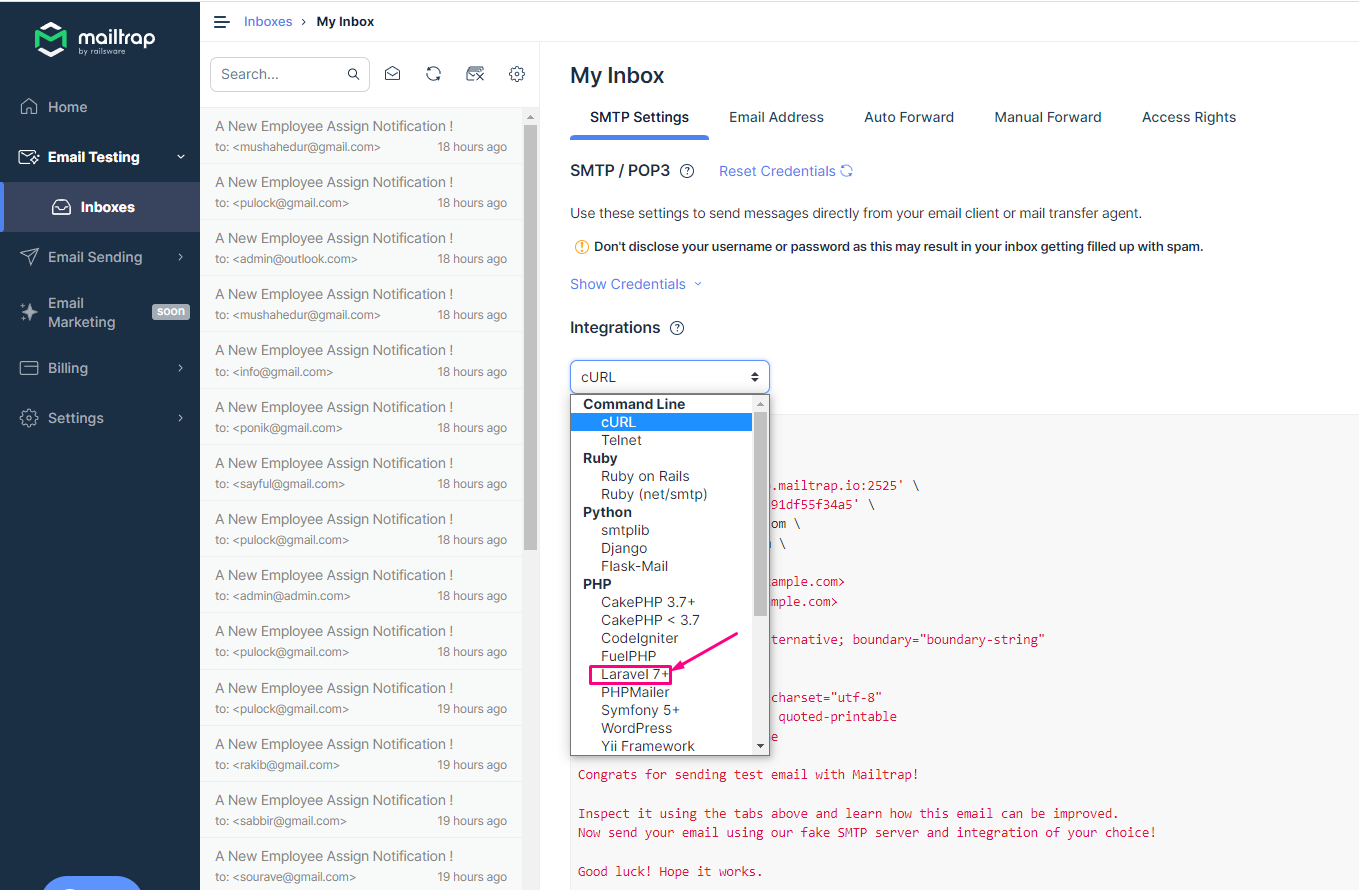 mailtrap
by railsware
Home
Email Testing
Inboxes
Email Sending
Email
Marketing
soon
Billing
Settings
Inboxes › My Inbox
Search...
A New Employee Assign Notification !
to: <mushahedur@gmail.com> 18 hours ago
A New Employee Assign Notification !
to: <pulock@gmail.com> 18 hours ago
A New Employee Assign Notification !
to: <admin@outlook.com> 18 hours ago
A New Employee Assign Notification !
to: <mushahedur@gmail.com> 18 hours ago
A New Employee Assign Notification !
to: <info@gmail.com> 18 hours ago
A New Employee Assign Notification !
to: <ponik@gmail.com> 18 hours ago
A New Employee Assign Notification !
to: <sayful@gmail.com> 18 hours ago
A New Employee Assign Notification !
to: <pulock@gmail.com> 18 hours ago
A New Employee Assign Notification !
to: <admin@admin.com> 18 hours ago
A New Employee Assign Notification !
to: <pulock@gmail.com> 18 hours ago
A New Employee Assign Notification !
to: <pulock@gmail.com> 19 hours ago
A New Employee Assign Notification !
to: <rakib@gmail.com> 19 hours ago
A New Employee Assign Notification !
to: <sabbir@gmail.com> 19 hours ago
A New Employee Assign Notification !
to: <sourave@gmail.com> 19 hours ago
My Inbox
SMTP Settings Email Address Auto Forward Manual Forward Access Rights
SMTP / POP3 ? Reset Credentials
Use these settings to send messages directly from your email client or mail transfer agent.
Don't disclose your username or password as this may result in your inbox getting filled up with spam.
Show Credentials
Integrations ?
cURL
Command Line
cURL
Telnet
Ruby
Ruby on Rails
Ruby (net/smtp)
Python
smtplib
Django
Flask-Mail
PHP
CakePHP 3.7+
CakePHP < 3.7
CodeIgniter
FuelPHP
Laravel 7+
PHPMailer
Symfony 5+
WordPress
Yii Framework
.mailtrap.io:2525' \
91df55f34a5' \
om \
\
ample.com>
mple.com>
ternative; boundary="boundary-string"
charset="utf-8"
quoted-printable
e
Congrats for sending test email with Mailtrap!
Inspect it using the tabs above and learn how this email can be improved.
Now send your email using our fake SMTP server and integration of your choice!
Good luck! Hope it works.